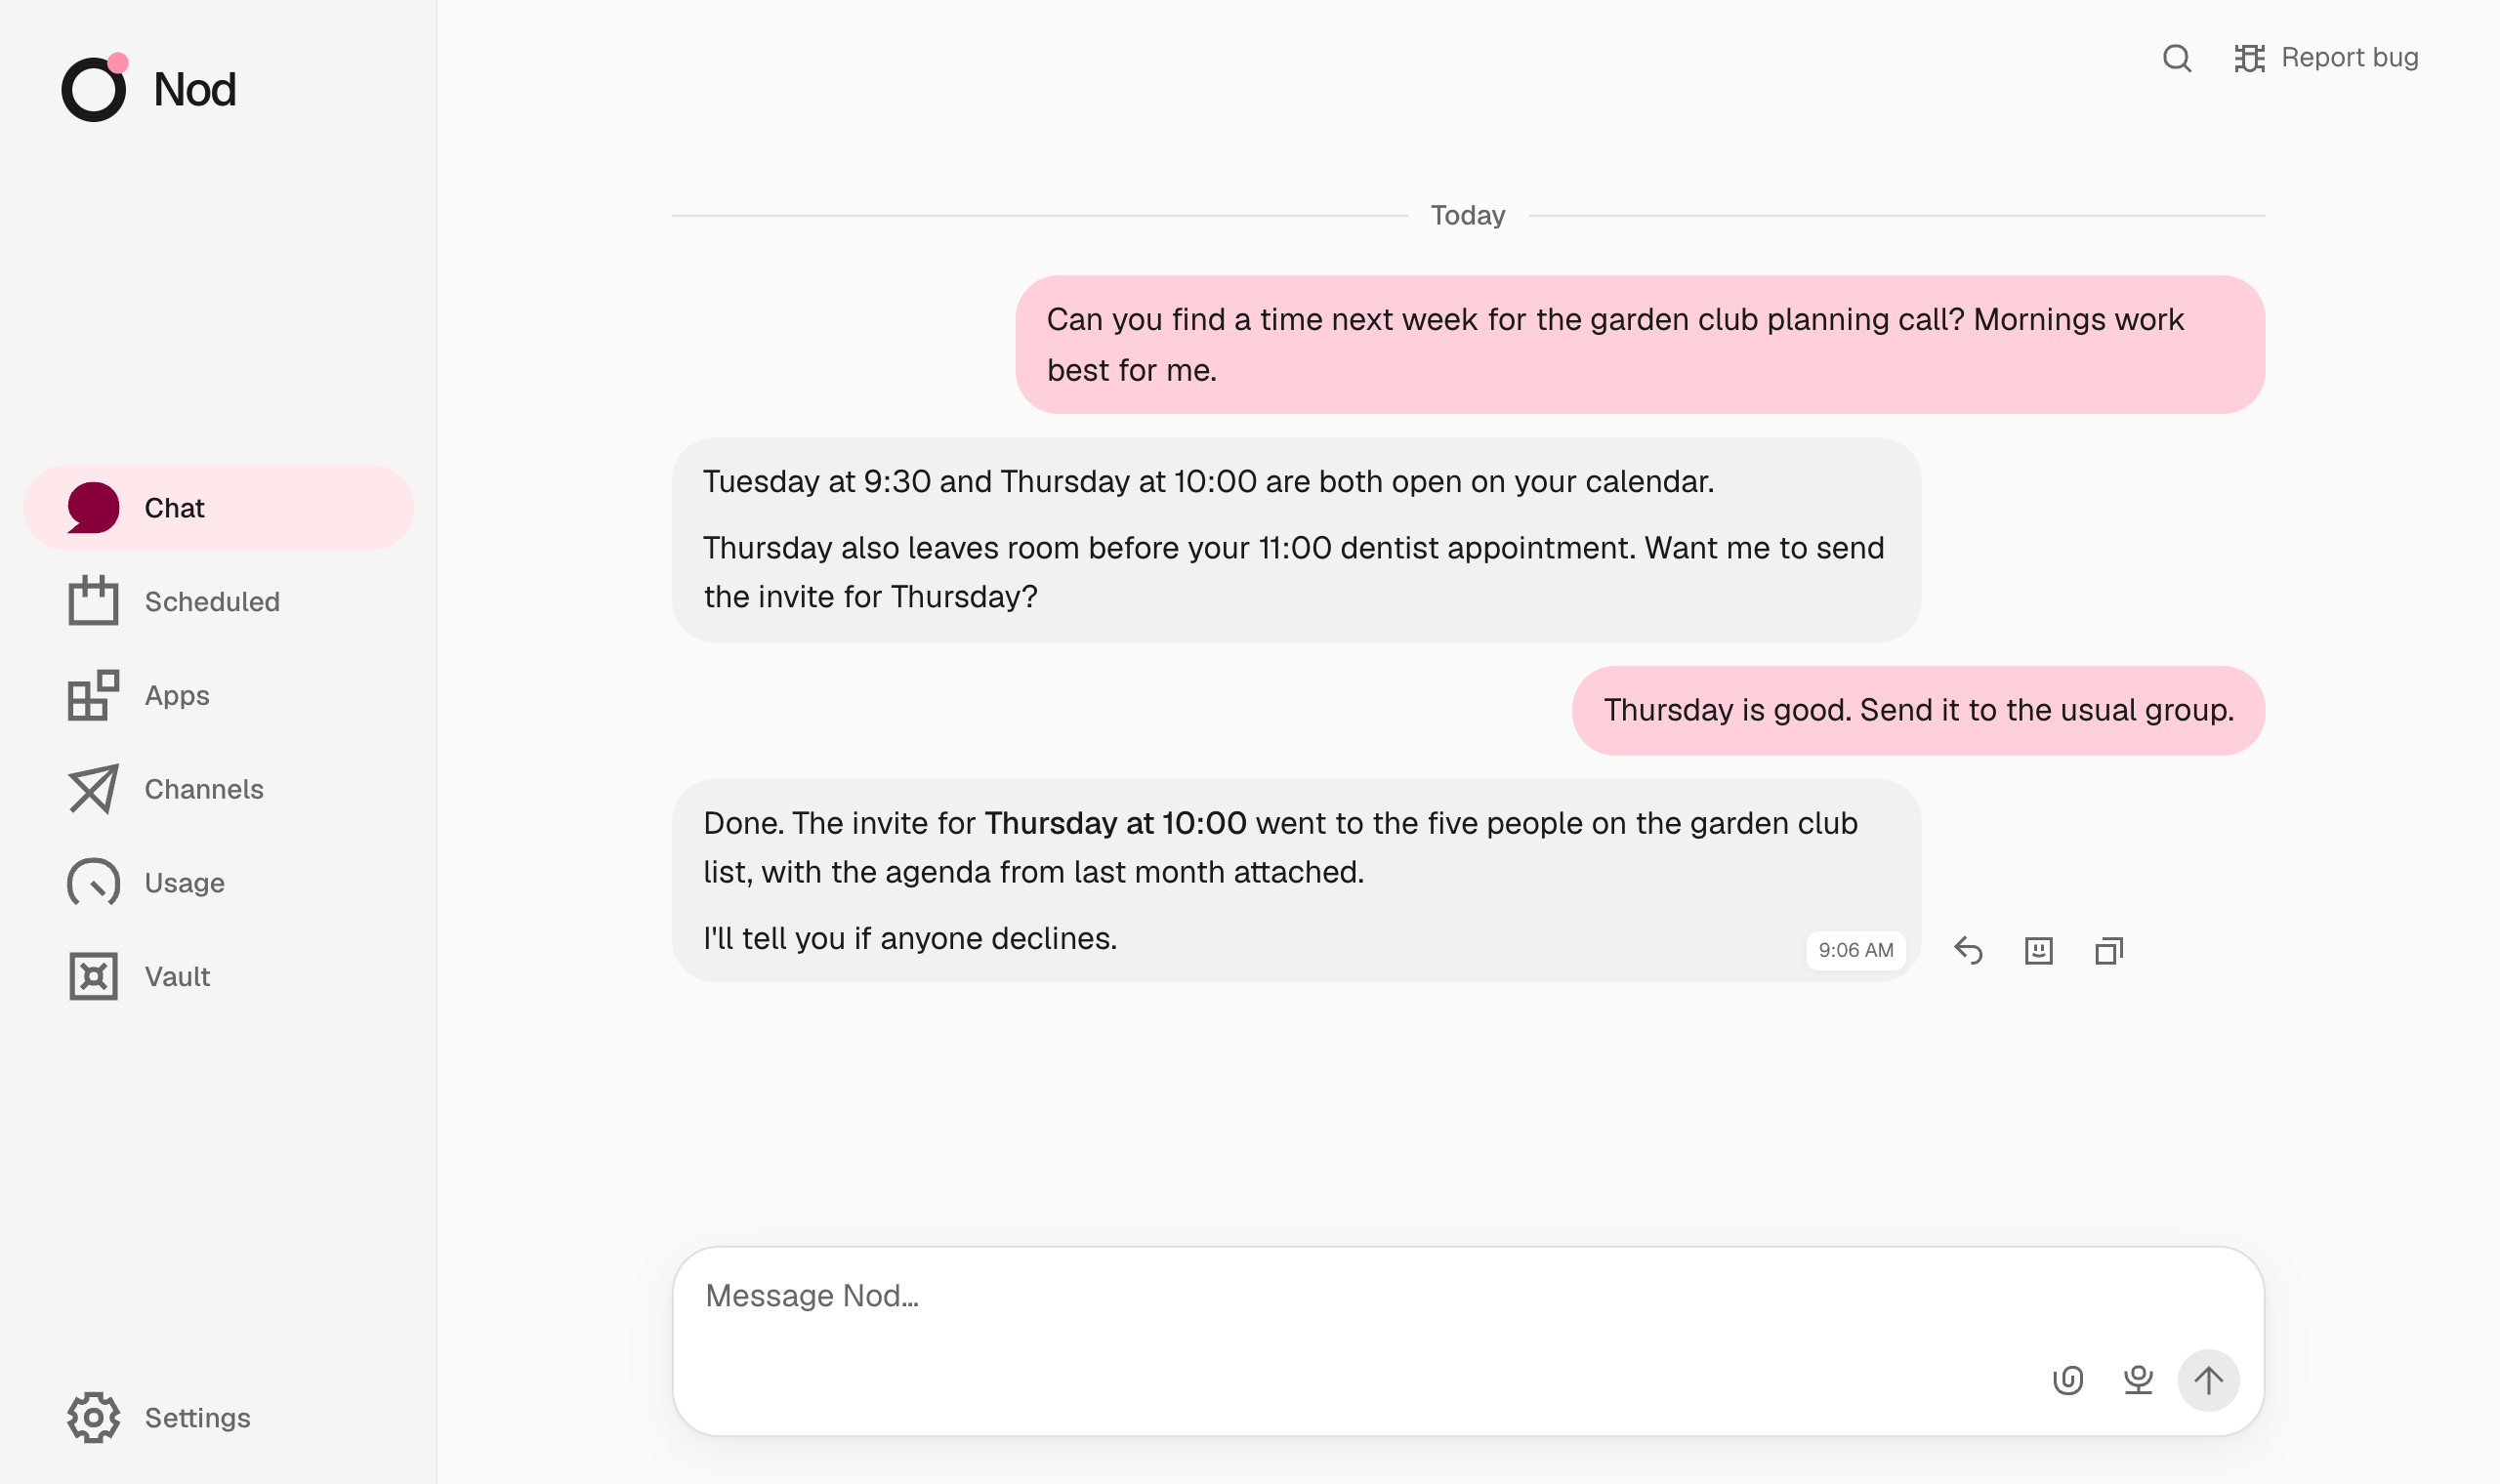 Nod
Chat
Scheduled
Apps
Channels
Usage
Vault
Settings
Report bug
Today
Can you find a time next week for the garden club planning call? Mornings work
best for me.
Tuesday at 9:30 and Thursday at 10:00 are both open on your calendar.
Thursday also leaves room before your 11:00 dentist appointment. Want me to send
the invite for Thursday?
Thursday is good. Send it to the usual group.
Done. The invite for Thursday at 10:00 went to the five people on the garden club
list, with the agenda from last month attached.
I'll tell you if anyone declines.
9:06 AM
Message Nod...